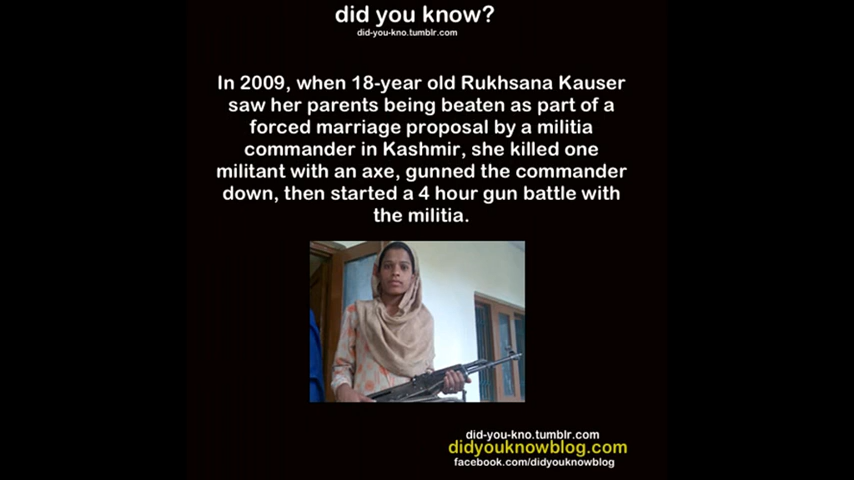 did you know?
did-you-kno.tumblr.com
In 2009, when 18-year old Rukhsana Kauser
saw her parents being beaten as part of a
forced marriage proposal by a militia
commander in Kashmir, she killed one
militant with an axe, gunned the commander
down, then started a 4 hour gun battle with
the militia.
did-you-kno.tumblr.com
didyouknowblog.com
facebook.com/didyouknowblog